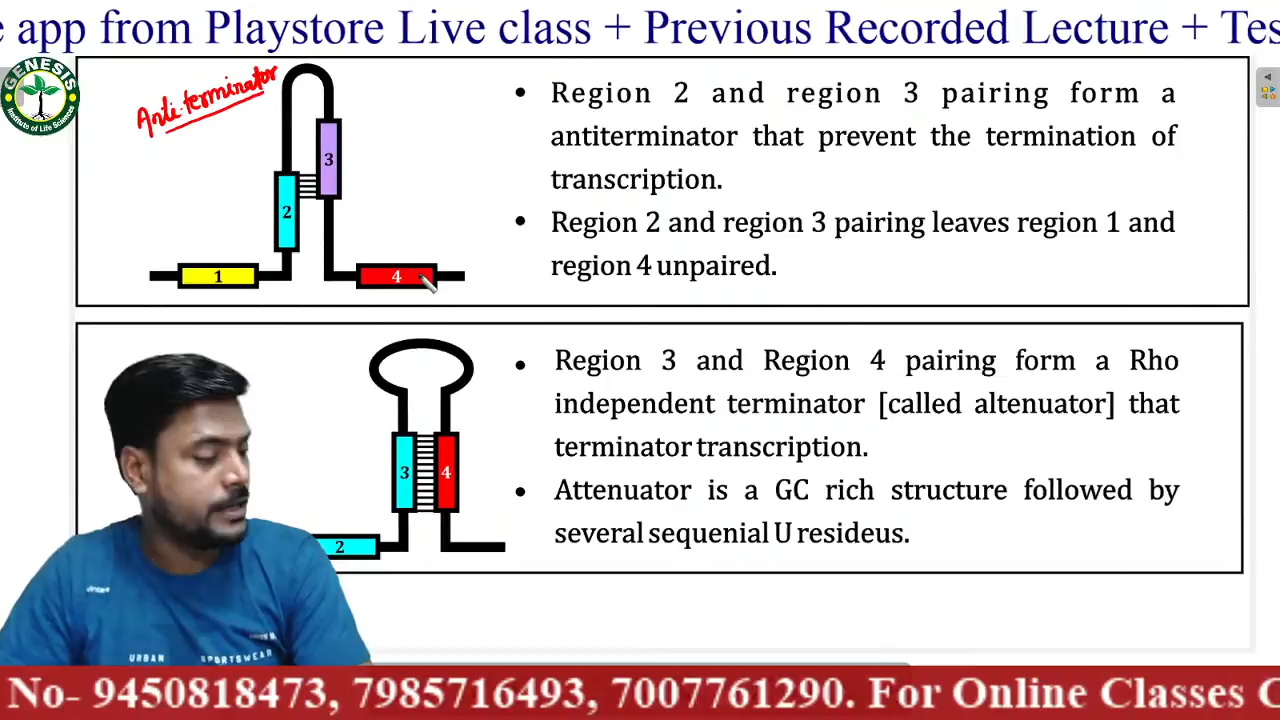 e app from Playstore Live class + Previous Recorded Lecture + Tes
GENESIS
Institute of Life Sciences
Anti-terminator
3
2
1
4
• Region 2 and region 3 pairing form a
antiterminator that prevent the termination of
transcription.
• Region 2 and region 3 pairing leaves region 1 and
region 4 unpaired.
3
4
2
• Region 3 and Region 4 pairing form a Rho
independent terminator [called altenuator] that
terminator transcription.
• Attenuator is a GC rich structure followed by
several sequenial U resideus.
URBAN SPORTSWEAR
No- 9450818473, 7985716493, 7007761290. For Online Classes C